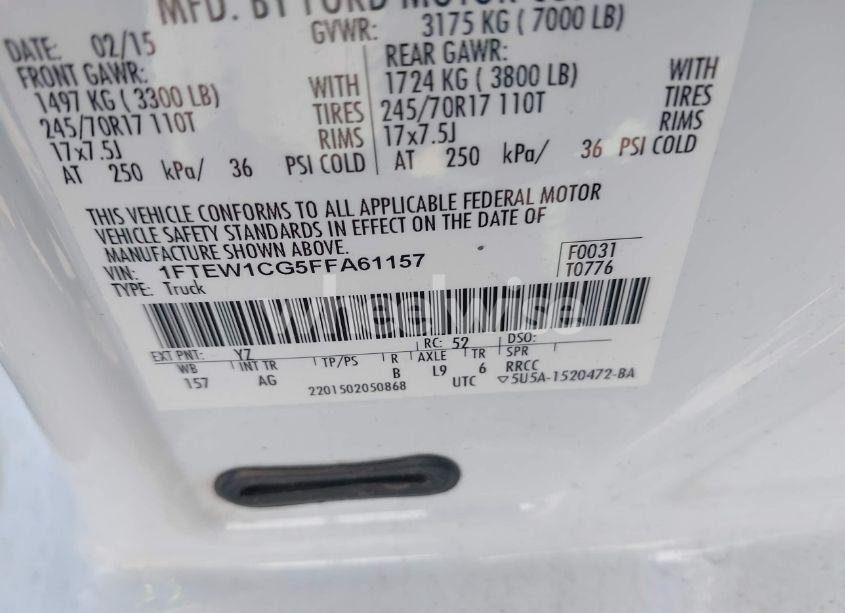 MFD. BY FORD MOTOR CO.
DATE: 02/15 GVWR: 3175 KG ( 7000 LB)
FRONT GAWR: REAR GAWR:
1497 KG ( 3300 LB) WITH 1724 KG ( 3800 LB) WITH
245/70R17 110T TIRES 245/70R17 110T TIRES
17x7.5J RIMS 17x7.5J RIMS
AT 250 kPa/ 36 PSI COLD AT 250 kPa/ 36 PSI COLD
THIS VEHICLE CONFORMS TO ALL APPLICABLE FEDERAL MOTOR
VEHICLE SAFETY STANDARDS IN EFFECT ON THE DATE OF
MANUFACTURE SHOWN ABOVE.
VIN: 1FTEW1CG5FFA61157 F0031
TYPE: Truck T0776
wheelwise
EXT PNT: YZ RC: 52 DSO:
WB INT TR TP/PS R AXLE TR SPR
157 AG B L9 6 RRCC
2201502050868 UTC ▽5U5A-1520472-BA